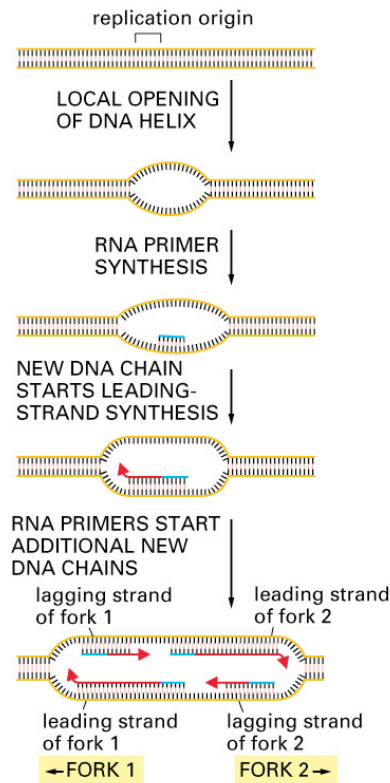 replication origin
LOCAL OPENING
OF DNA HELIX
RNA PRIMER
SYNTHESIS
NEW DNA CHAIN
STARTS LEADING-
STRAND SYNTHESIS
RNA PRIMERS START
ADDITIONAL NEW
DNA CHAINS
lagging strand
of fork 1
leading strand
of fork 2
leading strand
of fork 1
lagging strand
of fork 2
FORK 1
FORK 2